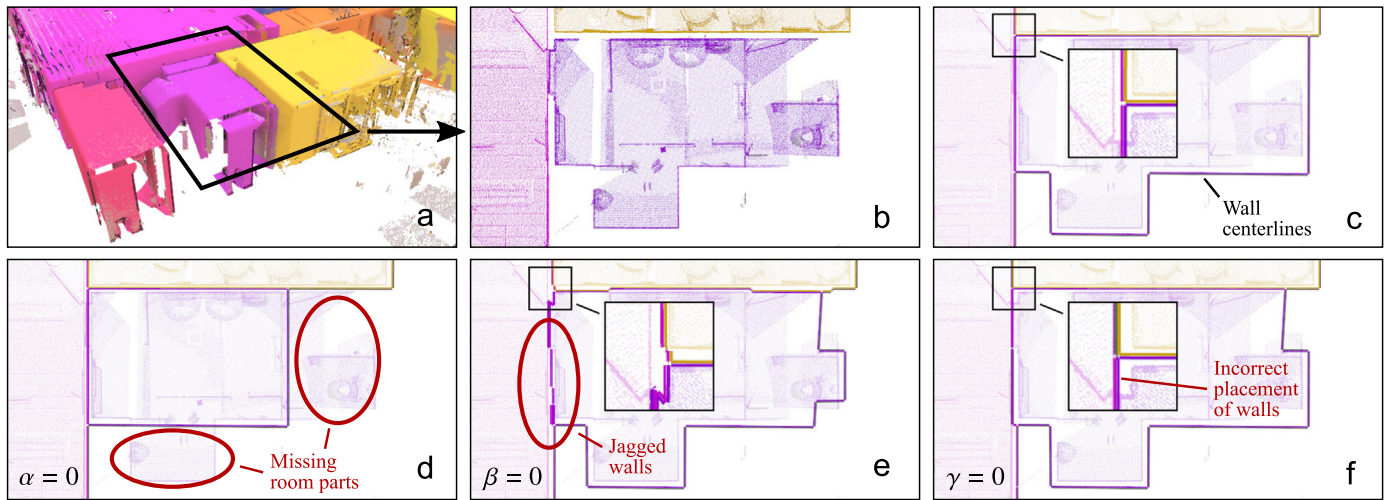 a
b
c
Wall
centerlines
d
α = 0
Missing
room parts
e
β = 0
Jagged
walls
f
γ = 0
Incorrect
placement
of walls